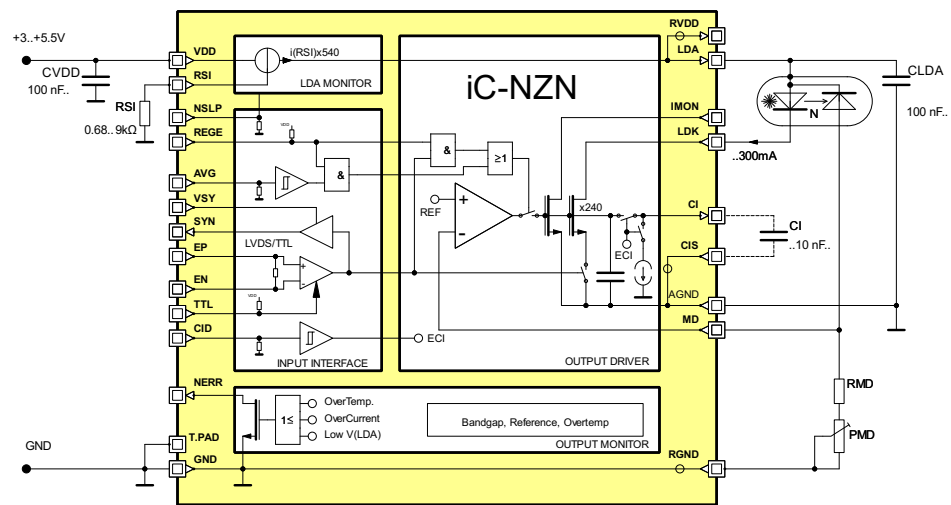 RVDD
LDA
+3..+5.5V
VDD
i(RSI)x540
CVDD
100 nF..
RSI
LDA MONITOR
iC-NZN
CLDA
100 nF..
RSI
0.68..9kΩ
NSLP
REGE
VDD
IMON
LDK
N
..300mA
&
&
≥1
AVG
VSY
SYN
LVDS/TTL
REF
+
-
x240
CI
CI
..10 nF..
ECI
CIS
EP
EN
+
-
VDD
TTL
AGND
MD
CID
ECI
INPUT INTERFACE
OUTPUT DRIVER
NERR
1≤
OverTemp.
OverCurrent
Low V(LDA)
Bandgap, Reference, Overtemp
OUTPUT MONITOR
RMD
PMD
GND
T.PAD
GND
RGND